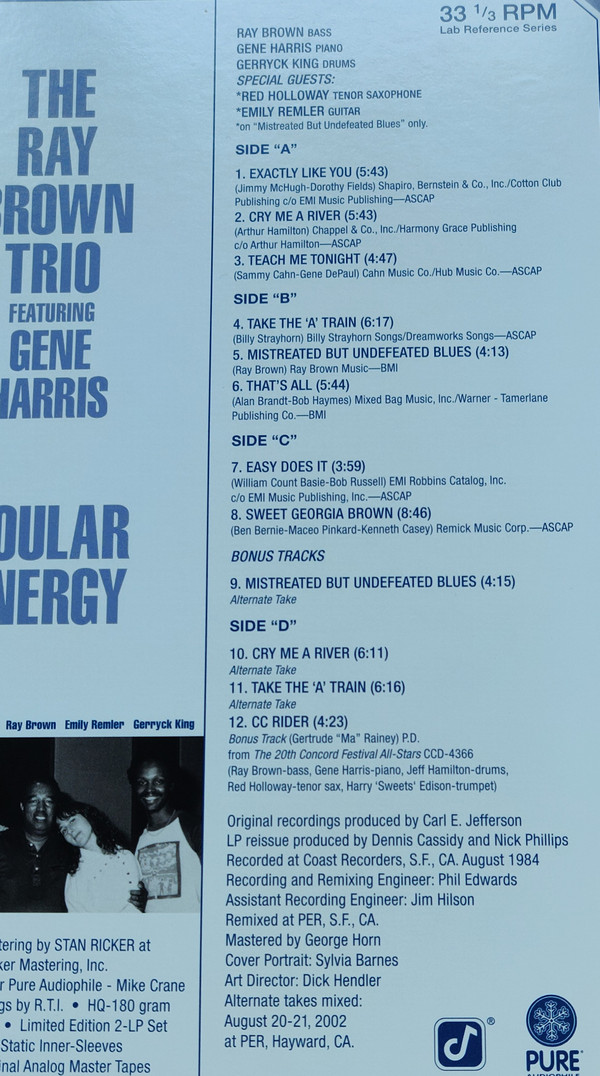 THE
RAY
BROWN
TRIO
FEATURING
GENE
HARRIS
OULAR
NERGY
Ray Brown Emily Remler Gerryck King
tering by STAN RICKER at
ker Mastering, Inc.
r Pure Audiophile - Mike Crane
gs by R.T.I. • HQ-180 gram
• Limited Edition 2-LP Set
Static Inner-Sleeves
inal Analog Master Tapes
33 1/3 RPM
Lab Reference Series
RAY BROWN BASS
GENE HARRIS PIANO
GERRYCK KING DRUMS
SPECIAL GUESTS:
*RED HOLLOWAY TENOR SAXOPHONE
*EMILY REMLER GUITAR
*on "Mistreated But Undefeated Blues" only.
SIDE "A"
1. EXACTLY LIKE YOU (5:43)
(Jimmy McHugh-Dorothy Fields) Shapiro, Bernstein & Co., Inc./Cotton Club
Publishing c/o EMI Music Publishing—ASCAP
2. CRY ME A RIVER (5:43)
(Arthur Hamilton) Chappel & Co., Inc./Harmony Grace Publishing
c/o Arthur Hamilton—ASCAP
3. TEACH ME TONIGHT (4:47)
(Sammy Cahn-Gene DePaul) Cahn Music Co./Hub Music Co.—ASCAP
SIDE "B"
4. TAKE THE 'A' TRAIN (6:17)
(Billy Strayhorn) Billy Strayhorn Songs/Dreamworks Songs—ASCAP
5. MISTREATED BUT UNDEFEATED BLUES (4:13)
(Ray Brown) Ray Brown Music—BMI
6. THAT'S ALL (5:44)
(Alan Brandt-Bob Haymes) Mixed Bag Music, Inc./Warner - Tamerlane
Publishing Co.—BMI
SIDE "C"
7. EASY DOES IT (3:59)
(William Count Basie-Bob Russell) EMI Robbins Catalog, Inc.
c/o EMI Music Publishing, Inc.—ASCAP
8. SWEET GEORGIA BROWN (8:46)
(Ben Bernie-Maceo Pinkard-Kenneth Casey) Remick Music Corp.—ASCAP
BONUS TRACKS
9. MISTREATED BUT UNDEFEATED BLUES (4:15)
Alternate Take
SIDE "D"
10. CRY ME A RIVER (6:11)
Alternate Take
11. TAKE THE 'A' TRAIN (6:16)
Alternate Take
12. CC RIDER (4:23)
Bonus Track (Gertrude "Ma" Rainey) P.D.
from The 20th Concord Festival All-Stars CCD-4366
(Ray Brown-bass, Gene Harris-piano, Jeff Hamilton-drums,
Red Holloway-tenor sax, Harry 'Sweets' Edison-trumpet)
Original recordings produced by Carl E. Jefferson
LP reissue produced by Dennis Cassidy and Nick Phillips
Recorded at Coast Recorders, S.F., CA. August 1984
Recording and Remixing Engineer: Phil Edwards
Assistant Recording Engineer: Jim Hilson
Remixed at PER, S.F., CA.
Mastered by George Horn
Cover Portrait: Sylvia Barnes
Art Director: Dick Hendler
Alternate takes mixed:
August 20-21, 2002
at PER, Hayward, CA.
®
PURE
AUDIOPHILE